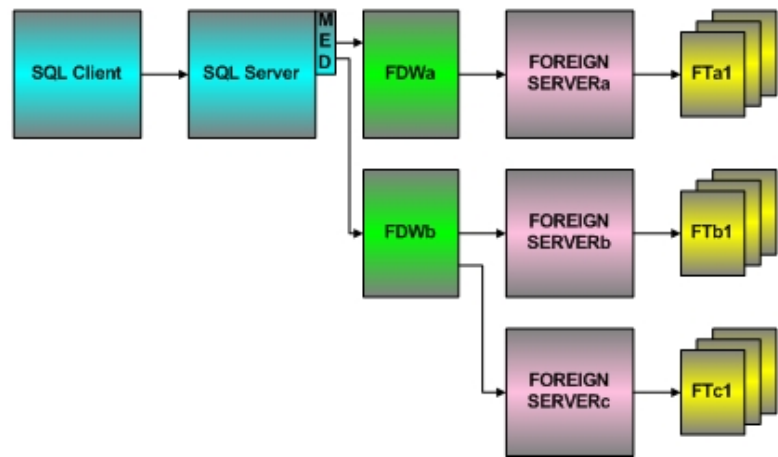 SQL Client
SQL Server
M
E
D
FDWa
FOREIGN
SERVERa
FTa1
FDWb
FOREIGN
SERVERb
FTb1
FOREIGN
SERVERc
FTc1